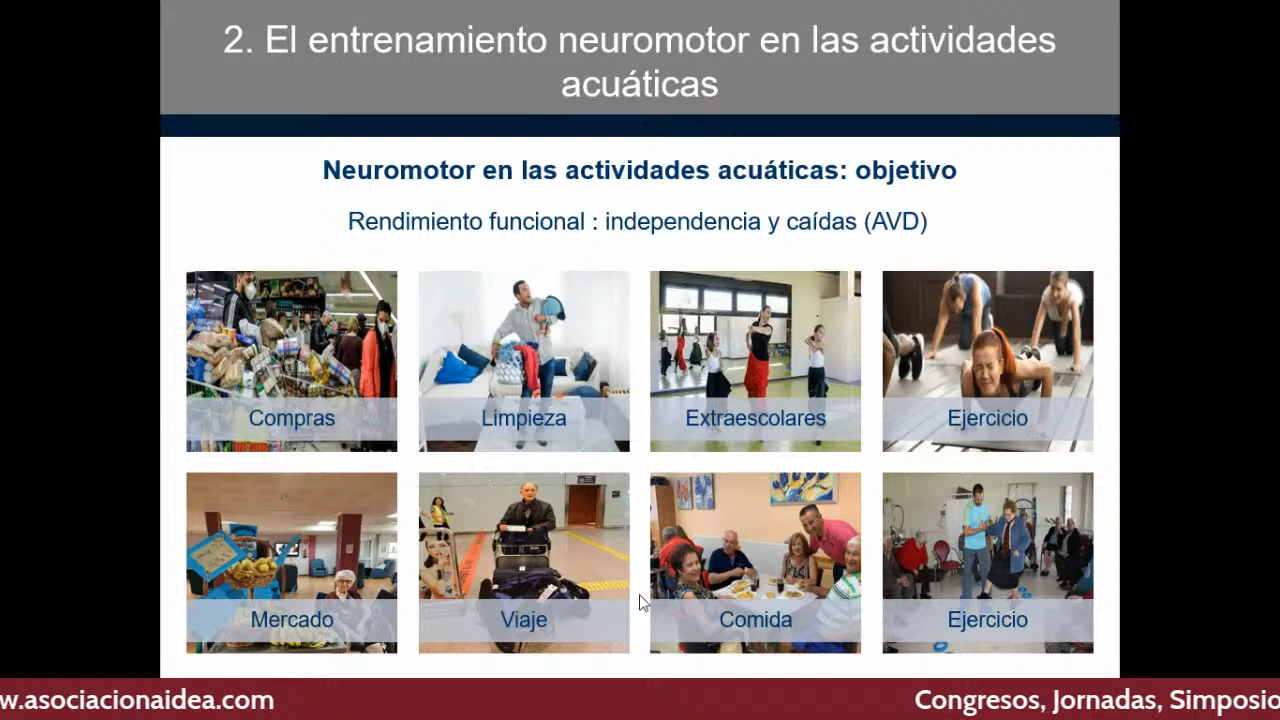 2. El entrenamiento neuromotor en las actividades
acuáticas
Neuromotor en las actividades acuáticas: objetivo
Rendimiento funcional : independencia y caídas (AVD)
Compras
Limpieza
Extraescolares
Ejercicio
Mercado
Viaje
Comida
Ejercicio
w.asociacionaidea.com
Congresos, Jornadas, Simposio